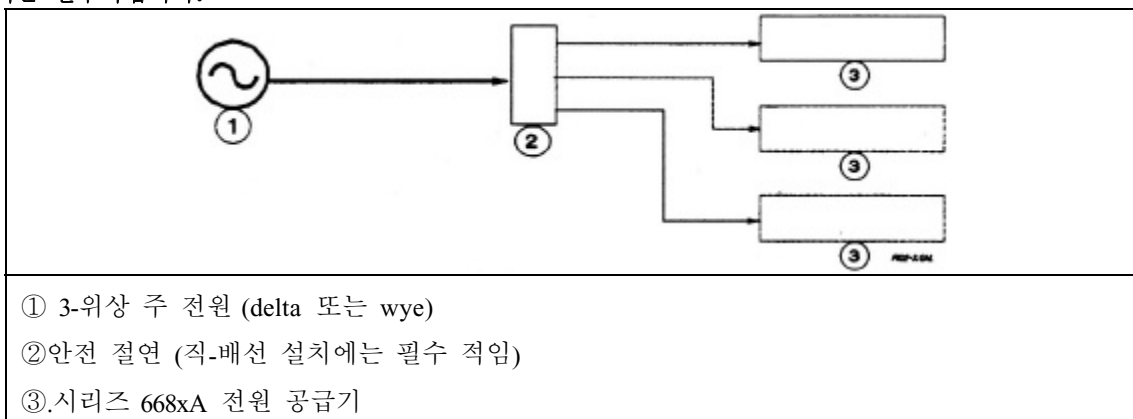 ③
①
②
③
③
① 3-위상 주 전원 (delta 또는 wye)
②안전 절연 (직-배선 설치에는 필수 적임)
③.시리즈 668xA 전원 공급기